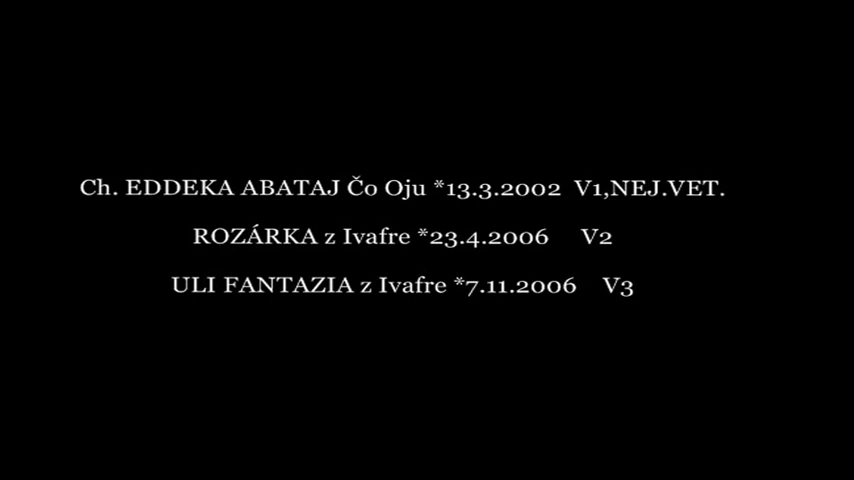 Ch. EDDEKA ABATAJ Čo Oju *13.3.2002 V1,NEJ.VET.
ROZÁRKA z Ivafre *23.4.2006 V2
ULI FANTAZIA z Ivafre *7.11.2006 V3